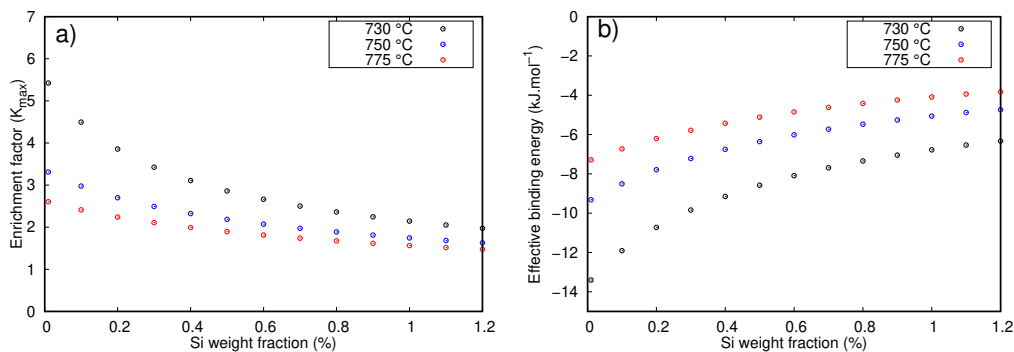 a)
730 °C
750 °C
775 °C
Enrichment factor (Kmax)
7
6
5
4
3
2
1
0
0 0.2 0.4 0.6 0.8 1 1.2
Si weight fraction (%)
b)
730 °C
750 °C
775 °C
Effective binding energy (kJ.mol⁻¹)
0
−2
−4
−6
−8
−10
−12
−14
0 0.2 0.4 0.6 0.8 1 1.2
Si weight fraction (%)